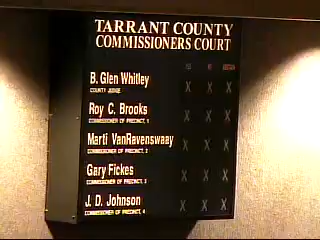 TARRANT COUNTY
COMMISSIONERS COURT
B. Glen Whitley
COUNTY JUDGE
X X X
Roy C. Brooks
COMMISSIONER OF PRECINCT, 1
X X X
Marti VanRavenswaay
COMMISSIONER OF PRECINCT, 2
X X X
Gary Fickes
COMMISSIONER OF PRECINCT, 3
X X X
J. D. Johnson
COMMISSIONER OF PRECINCT, 4
X X X